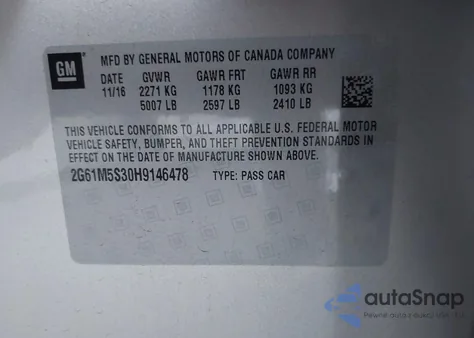 GM
MFD BY GENERAL MOTORS OF CANADA COMPANY
DATE GVWR GAWR FRT GAWR RR
11/16 2271 KG 1178 KG 1093 KG
5007 LB 2597 LB 2410 LB
THIS VEHICLE CONFORMS TO ALL APPLICABLE U.S. FEDERAL MOTOR
VEHICLE SAFETY, BUMPER, AND THEFT PREVENTION STANDARDS IN
EFFECT ON THE DATE OF MANUFACTURE SHOWN ABOVE.
2G61M5S30H9146478 TYPE: PASS CAR
autoSnap